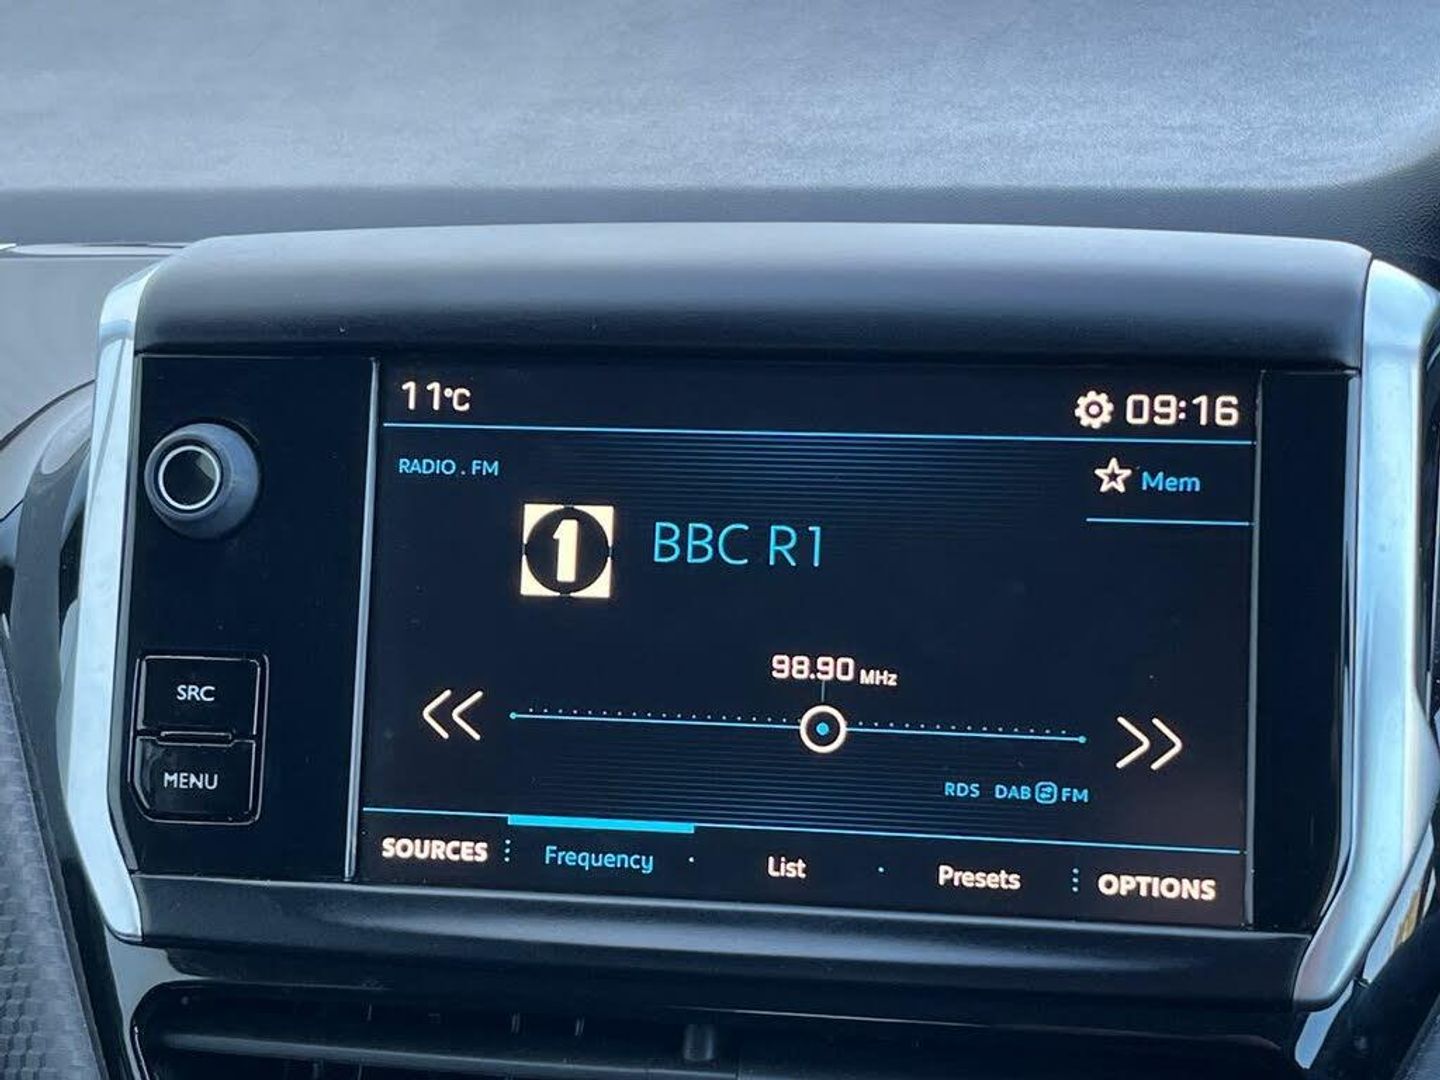 11°C
09:16
RADIO . FM
Mem
1
BBC R1
98.90 MHz
SRC
MENU
RDS DAB FM
SOURCES Frequency List Presets OPTIONS